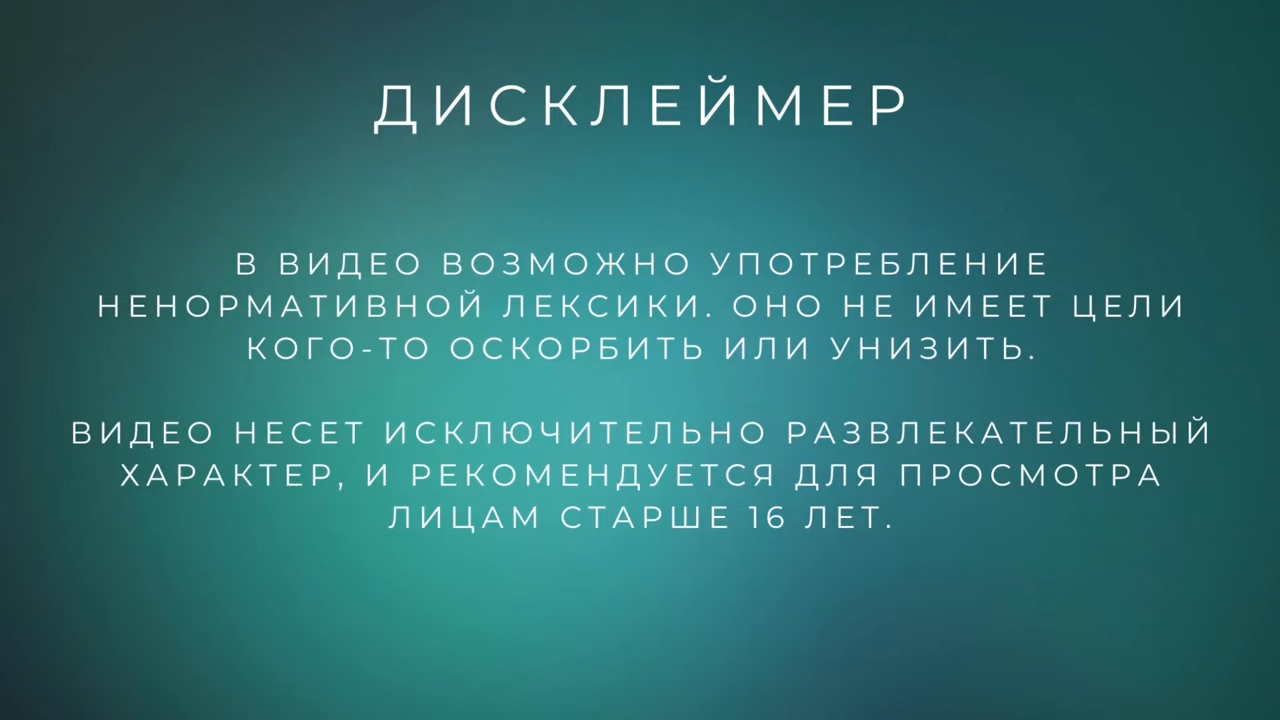 ДИСКЛЕЙМЕР
В ВИДЕО ВОЗМОЖНО УПОТРЕБЛЕНИЕ
НЕНОРМАТИВНОЙ ЛЕКСИКИ. ОНО НЕ ИМЕЕТ ЦЕЛИ
КОГО-ТО ОСКОРБИТЬ ИЛИ УНИЗИТЬ.
ВИДЕО НЕСЕТ ИСКЛЮЧИТЕЛЬНО РАЗВЛЕКАТЕЛЬНЫЙ
ХАРАКТЕР, И РЕКОМЕНДУЕТСЯ ДЛЯ ПРОСМОТРА
ЛИЦАМ СТАРШЕ 16 ЛЕТ.